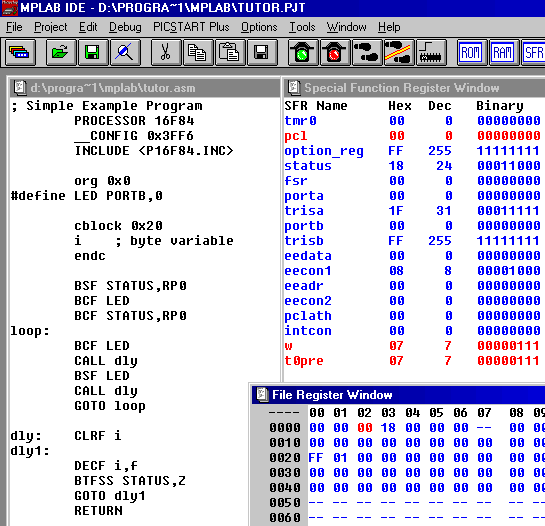 MPLAB IDE - D:\PROGRA~1\MPLAB\TUTOR.PJT
File Project Edit Debug PICSTART Plus Options Tools Window Help
ROM RAM SFR
d:\progra~1\mplab\tutor.asm
; Simple Example Program
PROCESSOR 16F84
__CONFIG 0x3FF6
INCLUDE <P16F84.INC>
org 0x0
#define LED PORTB,0
cblock 0x20
i ; byte variable
endc
BSF STATUS,RP0
BCF LED
BCF STATUS,RP0
loop:
BCF LED
CALL dly
BSF LED
CALL dly
GOTO loop
dly: CLRF i
dly1:
DECF i,f
BTFSS STATUS,Z
GOTO dly1
RETURN
Special Function Register Window
SFR Name Hex Dec Binary
tmr0 00 0 00000000
pcl 00 0 00000000
option_reg FF 255 11111111
status 18 24 00011000
fsr 00 0 00000000
porta 00 0 00000000
trisa 1F 31 00011111
portb 00 0 00000000
trisb FF 255 11111111
eedata 00 0 00000000
eecon1 08 8 00001000
eeadr 00 0 00000000
eecon2 00 0 00000000
pclath 00 0 00000000
intcon 00 0 00000000
w 07 7 00000111
t0pre 07 7 00000111
File Register Window
---- 00 01 02 03 04 05 06 07 08 09
0000 00 00 00 18 00 00 00 -- 00 00
0010 00 00 00 00 00 00 00 00 00 00
0020 FF 01 00 00 00 00 00 00 00 00
0030 00 00 00 00 00 00 00 00 00 00
0040 00 00 00 00 00 00 00 00 00 00
0050 -- -- -- -- -- -- -- -- -- --
0060 -- -- -- -- -- -- -- -- -- --